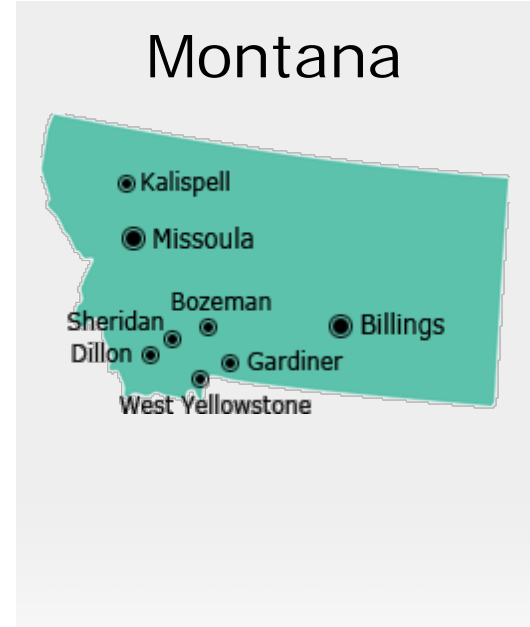 Montana
Kalispell
Missoula
Bozeman
Sheridan
Billings
Dillon
Gardiner
West Yellowstone